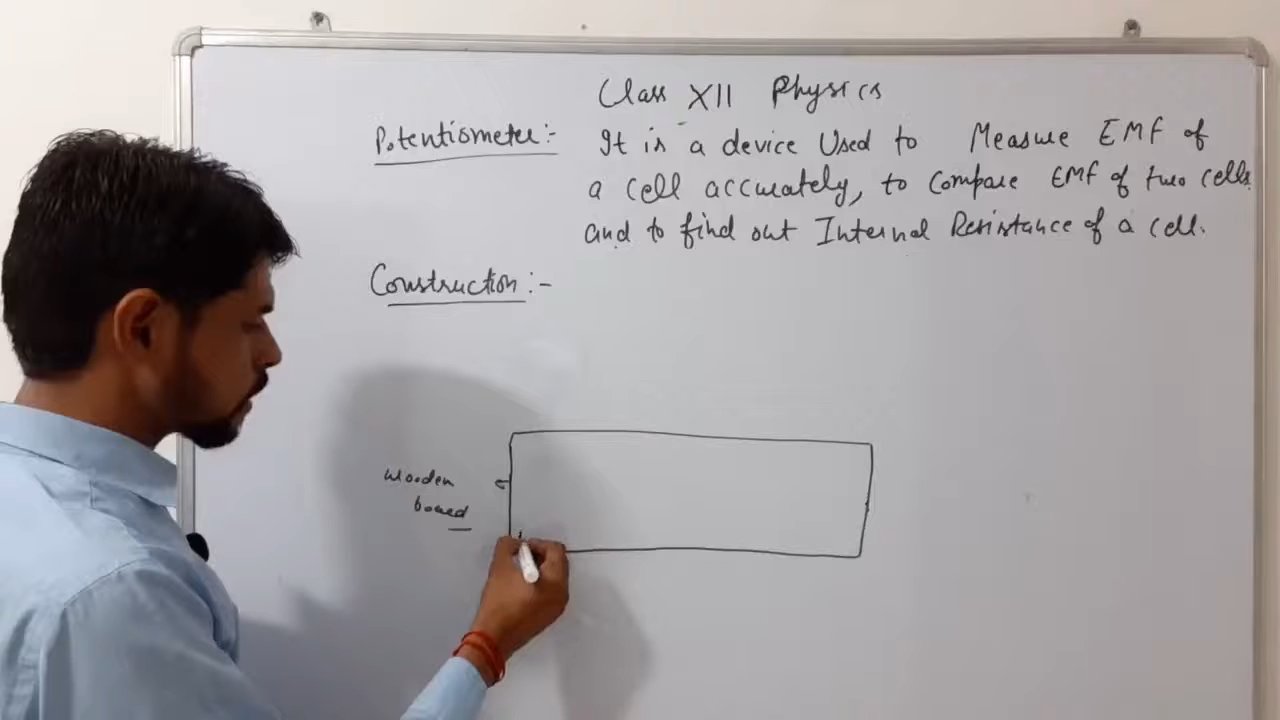 Class XII Physics
Potentiometer:- It is a device Used to Measure EMF of
a cell accurately, to Compare EMF of two cells
and to find out Internal Resistance of a cell.
Construction:-
wooden
board